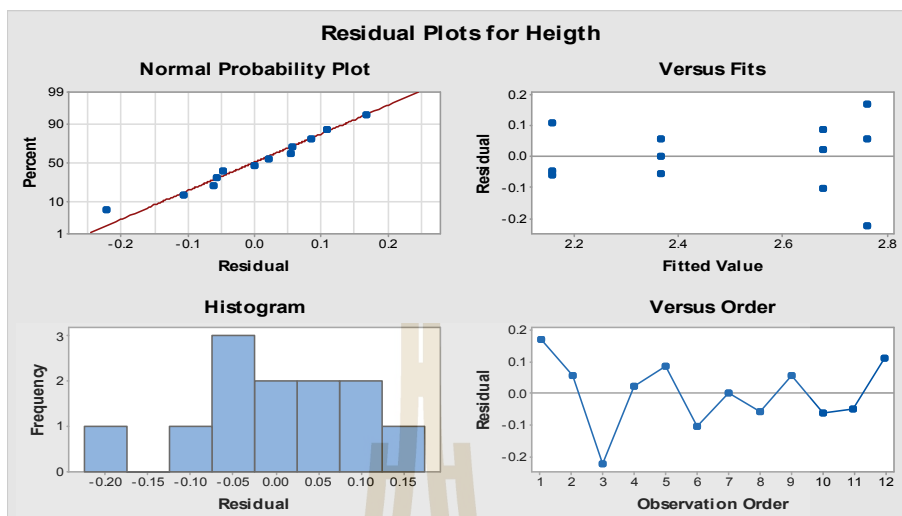 Residual Plots for Heigth
Normal Probability Plot
99
90
50
10
1
Percent
-0.2 -0.1 0.0 0.1 0.2
Residual
Versus Fits
0.2
0.1
0.0
-0.1
-0.2
Residual
2.2 2.4 2.6 2.8
Fitted Value
Histogram
3
2
1
0
Frequency
-0.20 -0.15 -0.10 -0.05 0.00 0.05 0.10 0.15
Residual
Versus Order
0.2
0.1
0.0
-0.1
-0.2
Residual
1 2 3 4 5 6 7 8 9 10 11 12
Observation Order